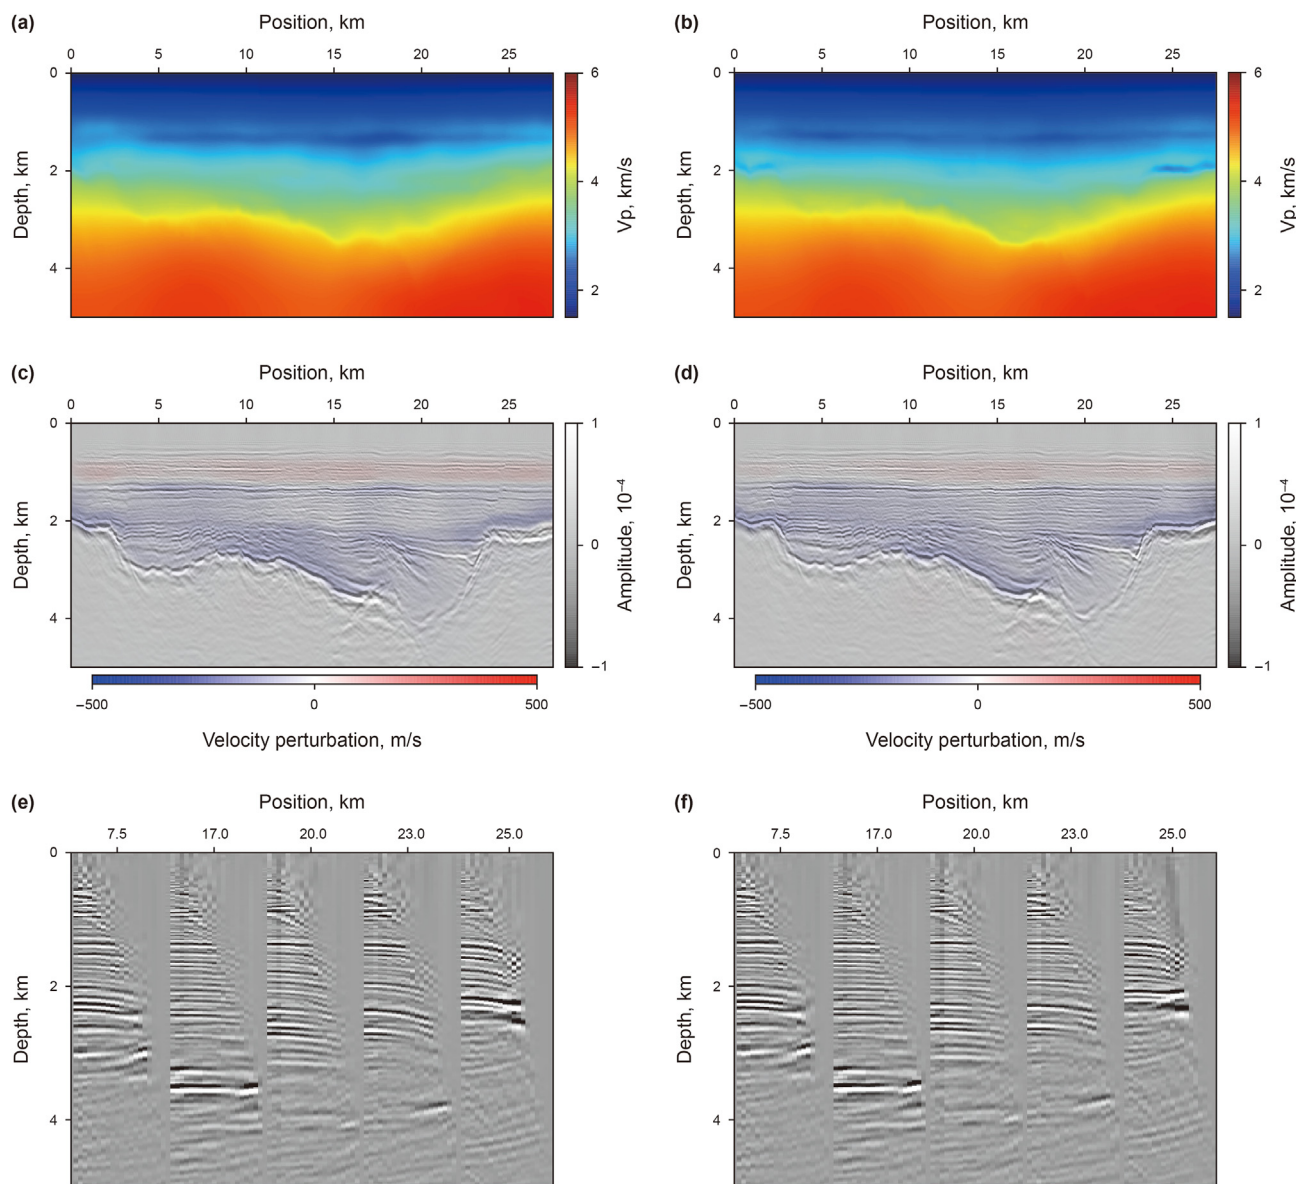 (a)
Position, km
0 5 10 15 20 25
0
2
4
Depth, km
6
4
2
Vp, km/s
(b)
Position, km
0 5 10 15 20 25
0
2
4
Depth, km
6
4
2
Vp, km/s
(c)
Position, km
0 5 10 15 20 25
0
2
4
Depth, km
1
0
−1
Amplitude, 10⁻⁴
−500 0 500
Velocity perturbation, m/s
(d)
Position, km
0 5 10 15 20 25
0
2
4
Depth, km
1
0
−1
Amplitude, 10⁻⁴
−500 0 500
Velocity perturbation, m/s
(e)
Position, km
7.5 17.0 20.0 23.0 25.0
0
2
4
Depth, km
(f)
Position, km
7.5 17.0 20.0 23.0 25.0
0
2
4
Depth, km